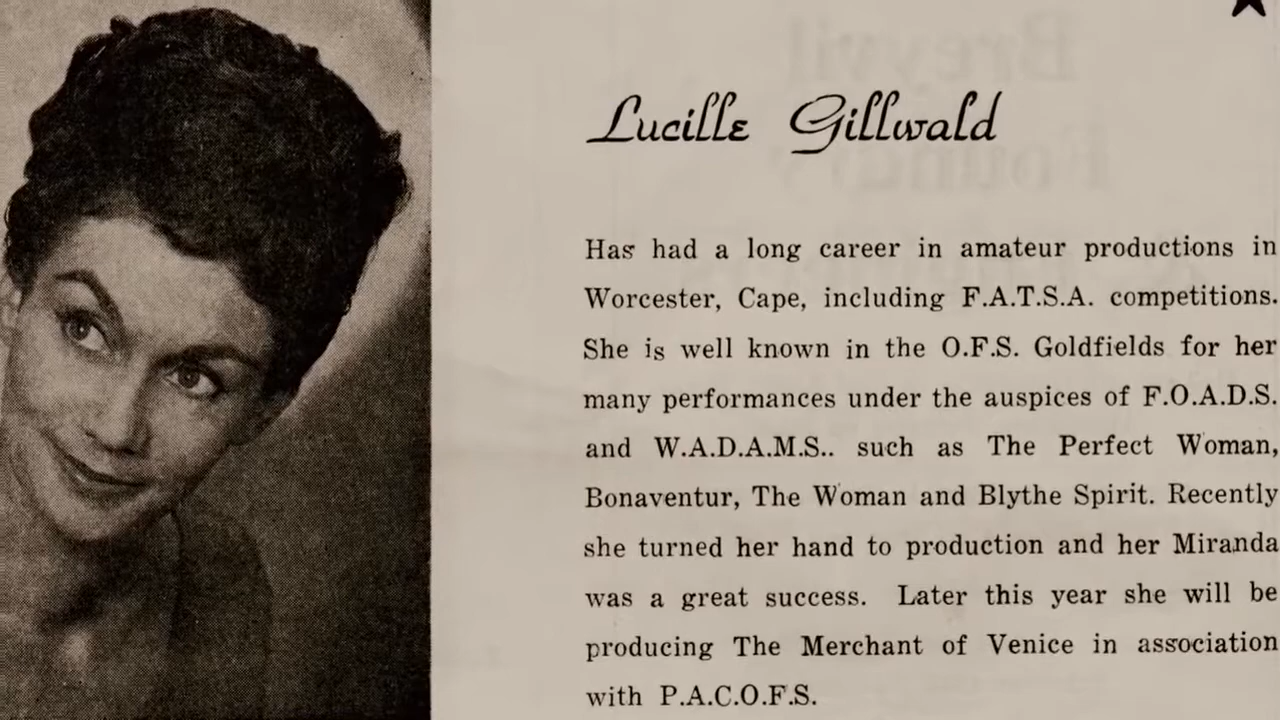 Lucille Gillwald
Has had a long career in amateur productions in
Worcester, Cape, including F.A.T.S.A. competitions.
She is well known in the O.F.S. Goldfields for her
many performances under the auspices of F.O.A.D.S.
and W.A.D.A.M.S.. such as The Perfect Woman,
Bonaventur, The Woman and Blythe Spirit. Recently
she turned her hand to production and her Miranda
was a great success. Later this year she will be
producing The Merchant of Venice in association
with P.A.C.O.F.S.